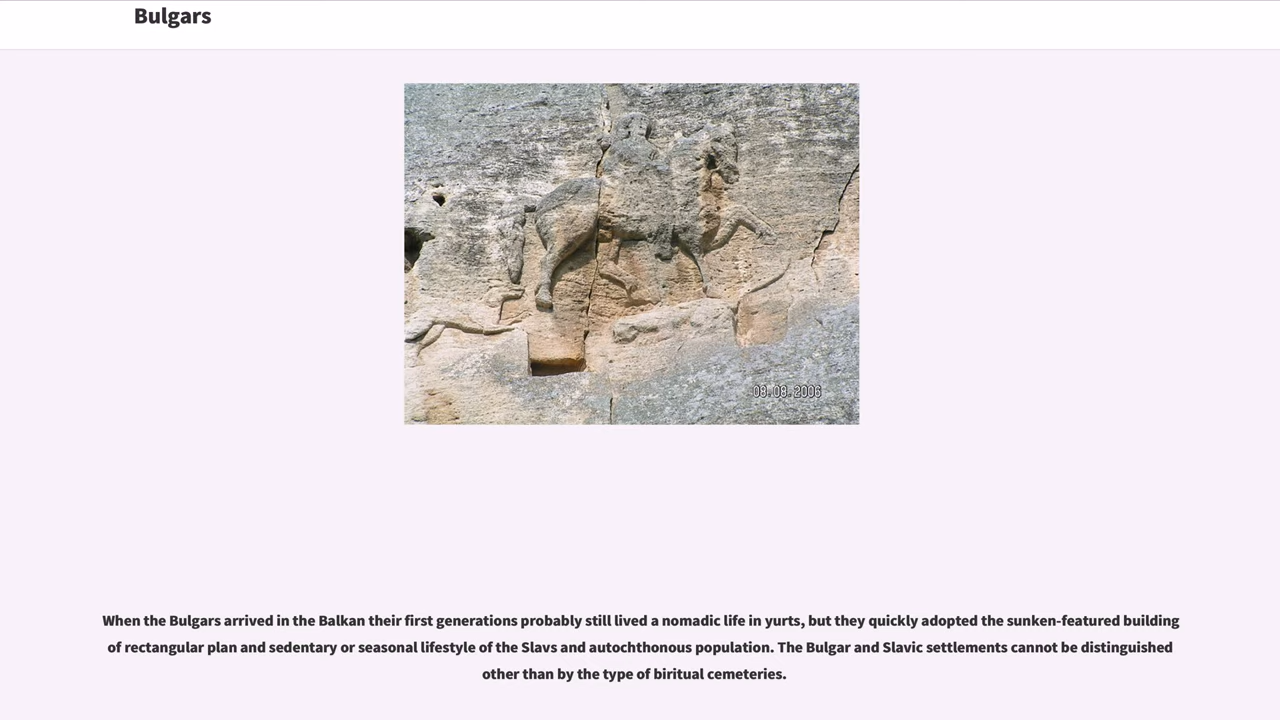 Bulgars
09.08.2006
When the Bulgars arrived in the Balkan their first generations probably still lived a nomadic life in yurts, but they quickly adopted the sunken-featured building
of rectangular plan and sedentary or seasonal lifestyle of the Slavs and autochthonous population. The Bulgar and Slavic settlements cannot be distinguished
other than by the type of biritual cemeteries.